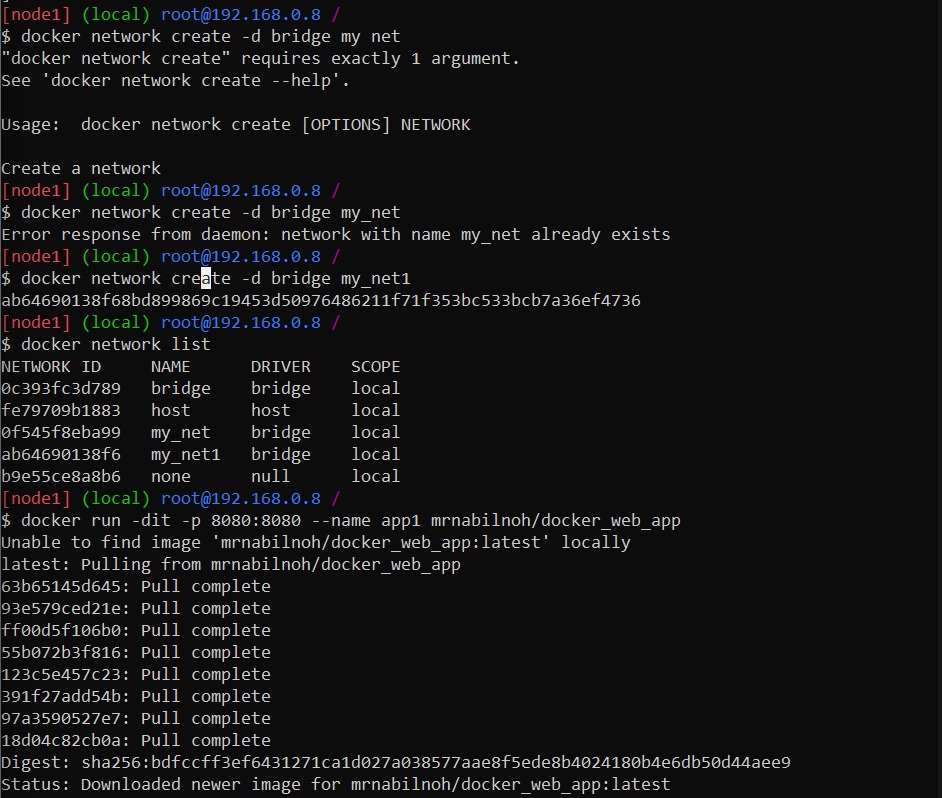 [node1] (local) root@192.168.0.8 /
$ docker network create -d bridge my net
"docker network create" requires exactly 1 argument.
See 'docker network create --help'.
Usage:  docker network create [OPTIONS] NETWORK
Create a network
[node1] (local) root@192.168.0.8 /
$ docker network create -d bridge my_net
Error response from daemon: network with name my_net already exists
[node1] (local) root@192.168.0.8 /
$ docker network create -d bridge my_net1
ab64690138f68bd899869c19453d50976486211f71f353bc533bcb7a36ef4736
[node1] (local) root@192.168.0.8 /
$ docker network list
NETWORK ID     NAME      DRIVER    SCOPE
0c393fc3d789   bridge    bridge    local
fe79709b1883   host      host      local
0f545f8eba99   my_net    bridge    local
ab64690138f6   my_net1   bridge    local
b9e55ce8a8b6   none      null      local
[node1] (local) root@192.168.0.8 /
$ docker run -dit -p 8080:8080 --name app1 mrnabilnoh/docker_web_app
Unable to find image 'mrnabilnoh/docker_web_app:latest' locally
latest: Pulling from mrnabilnoh/docker_web_app
63b65145d645: Pull complete
93e579ced21e: Pull complete
ff00d5f106b0: Pull complete
55b072b3f816: Pull complete
123c5e457c23: Pull complete
391f27add54b: Pull complete
97a3590527e7: Pull complete
18d04c82cb0a: Pull complete
Digest: sha256:bdfccff3ef6431271ca1d027a038577aae8f5ede8b4024180b4e6db50d44aee9
Status: Downloaded newer image for mrnabilnoh/docker_web_app:latest